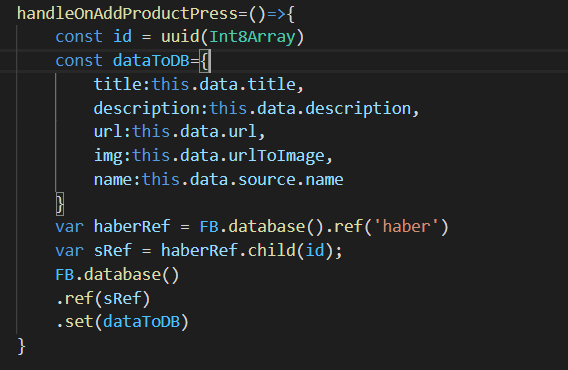 handleOnAddProductPress=()=>{
    const id = uuid(Int8Array)
    const dataToDB={
        title:this.data.title,
        description:this.data.description,
        url:this.data.url,
        img:this.data.urlToImage,
        name:this.data.source.name
    }
    var haberRef = FB.database().ref('haber')
    var sRef = haberRef.child(id);
    FB.database()
    .ref(sRef)
    .set(dataToDB)
}